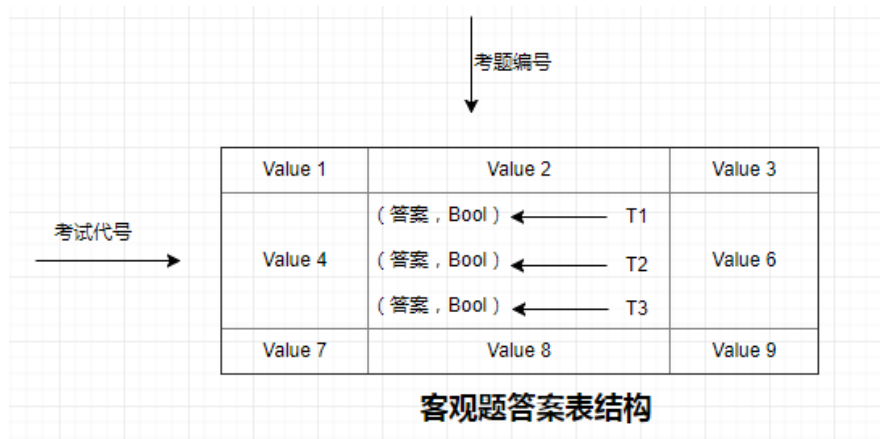 考题编号
Value 1 Value 2 Value 3
(答案,Bool) T1
考试代号
Value 4 (答案,Bool) T2 Value 6
(答案,Bool) T3
Value 7 Value 8 Value 9
客观题答案表结构